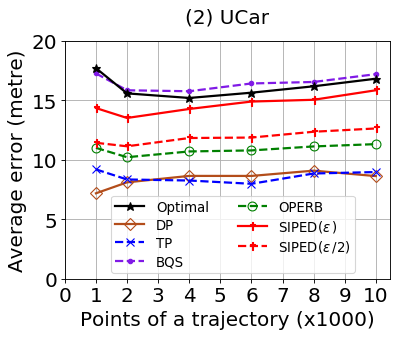 (2) UCar
Average error (metre)
20
15
10
5
0
Optimal
DP
TP
BQS
OPERB
SIPED(ε)
SIPED(ε/2)
0 1 2 3 4 5 6 7 8 9 10
Points of a trajectory (x1000)